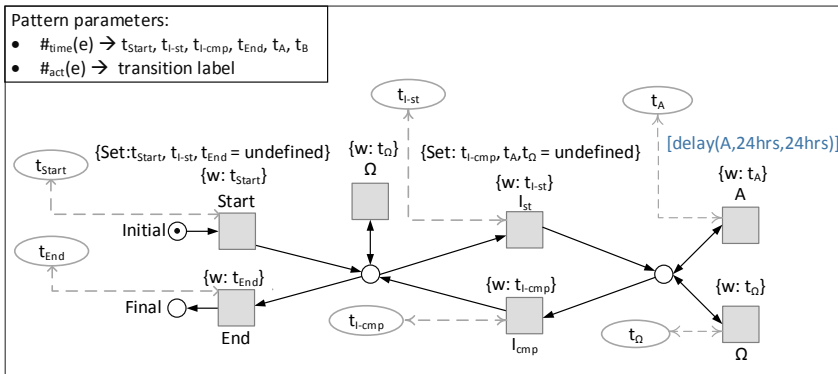 Pattern parameters:
• #time(e) → tStart, tI-st, tI-cmp, tEnd, tA, tB
• #act(e) → transition label
tI-st
tA
[delay(A,24hrs,24hrs)]
{Set:tStart, tI-st, tEnd = undefined}
{w: tΩ}
{Set: tI-cmp, tA,tΩ = undefined}
tStart
{w: tStart}
Ω
{w: tI-st}
{w: tA}
Start
Ist
A
Initial
tEnd
{w: tEnd}
{w: tI-cmp}
{w: tΩ}
Final
tI-cmp
tΩ
End
Icmp
Ω